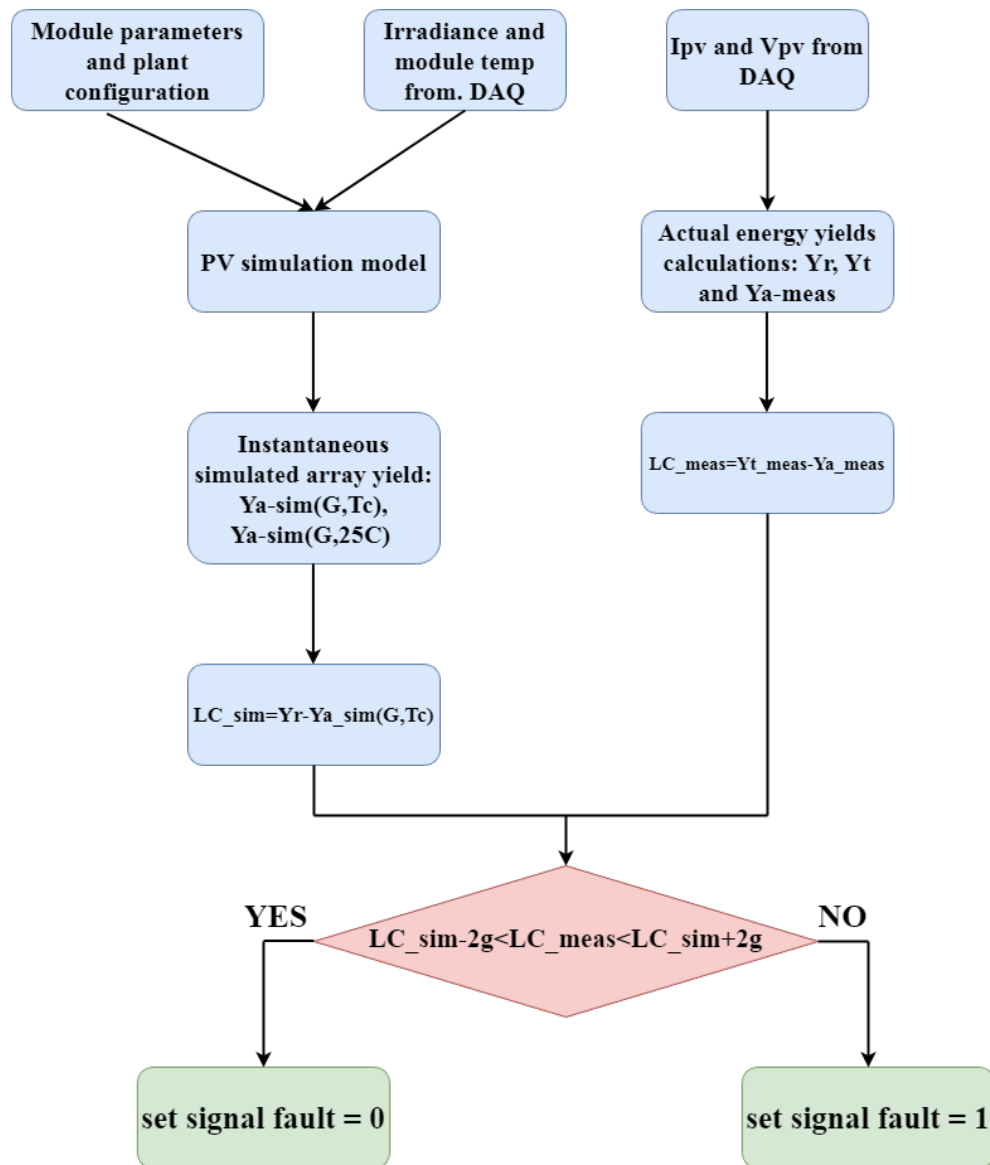 Module parameters
and plant
configuration
Irradiance and
module temp
from. DAQ
Ipv and Vpv from
DAQ
PV simulation model
Actual energy yields
calculations: Yr, Yt
and Ya-meas
Instantaneous
simulated array yield:
Ya-sim(G,Tc),
Ya-sim(G,25C)
LC_meas=Yt_meas-Ya_meas
LC_sim=Yr-Ya_sim(G,Tc)
YES
NO
LC_sim-2g<LC_meas<LC_sim+2g
set signal fault = 0
set signal fault = 1